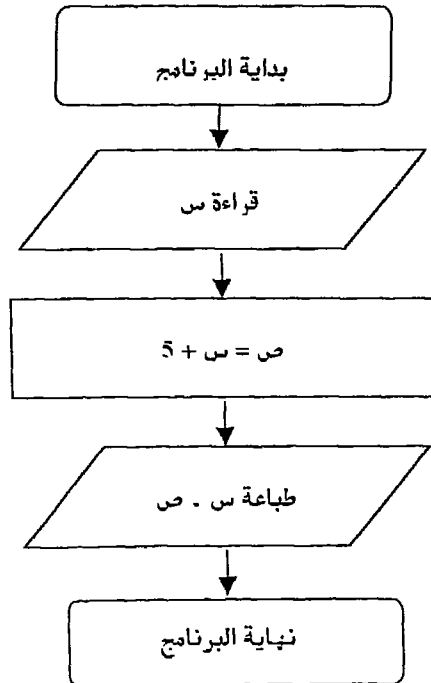 بداية البرنامج
قراءة س
ص = س + 5
طباعة س ، ص
نهاية البرنامج